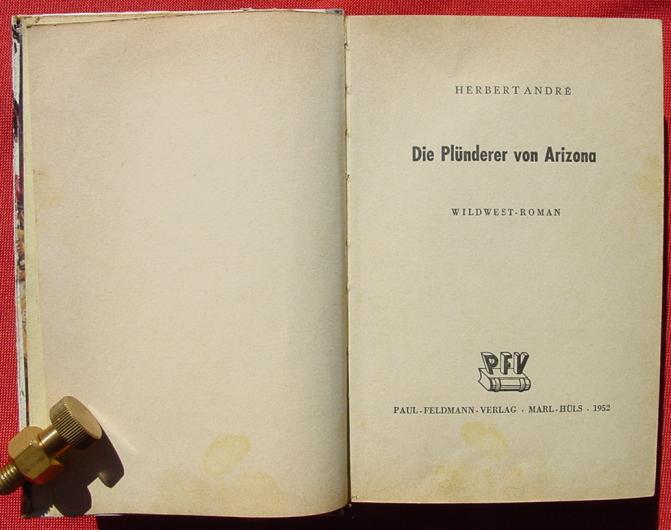 HERBERT ANDRÉ
Die Plünderer von Arizona
WILDWEST-ROMAN
PFV
PAUL-FELDMANN-VERLAG · MARL-HÜLS · 1952